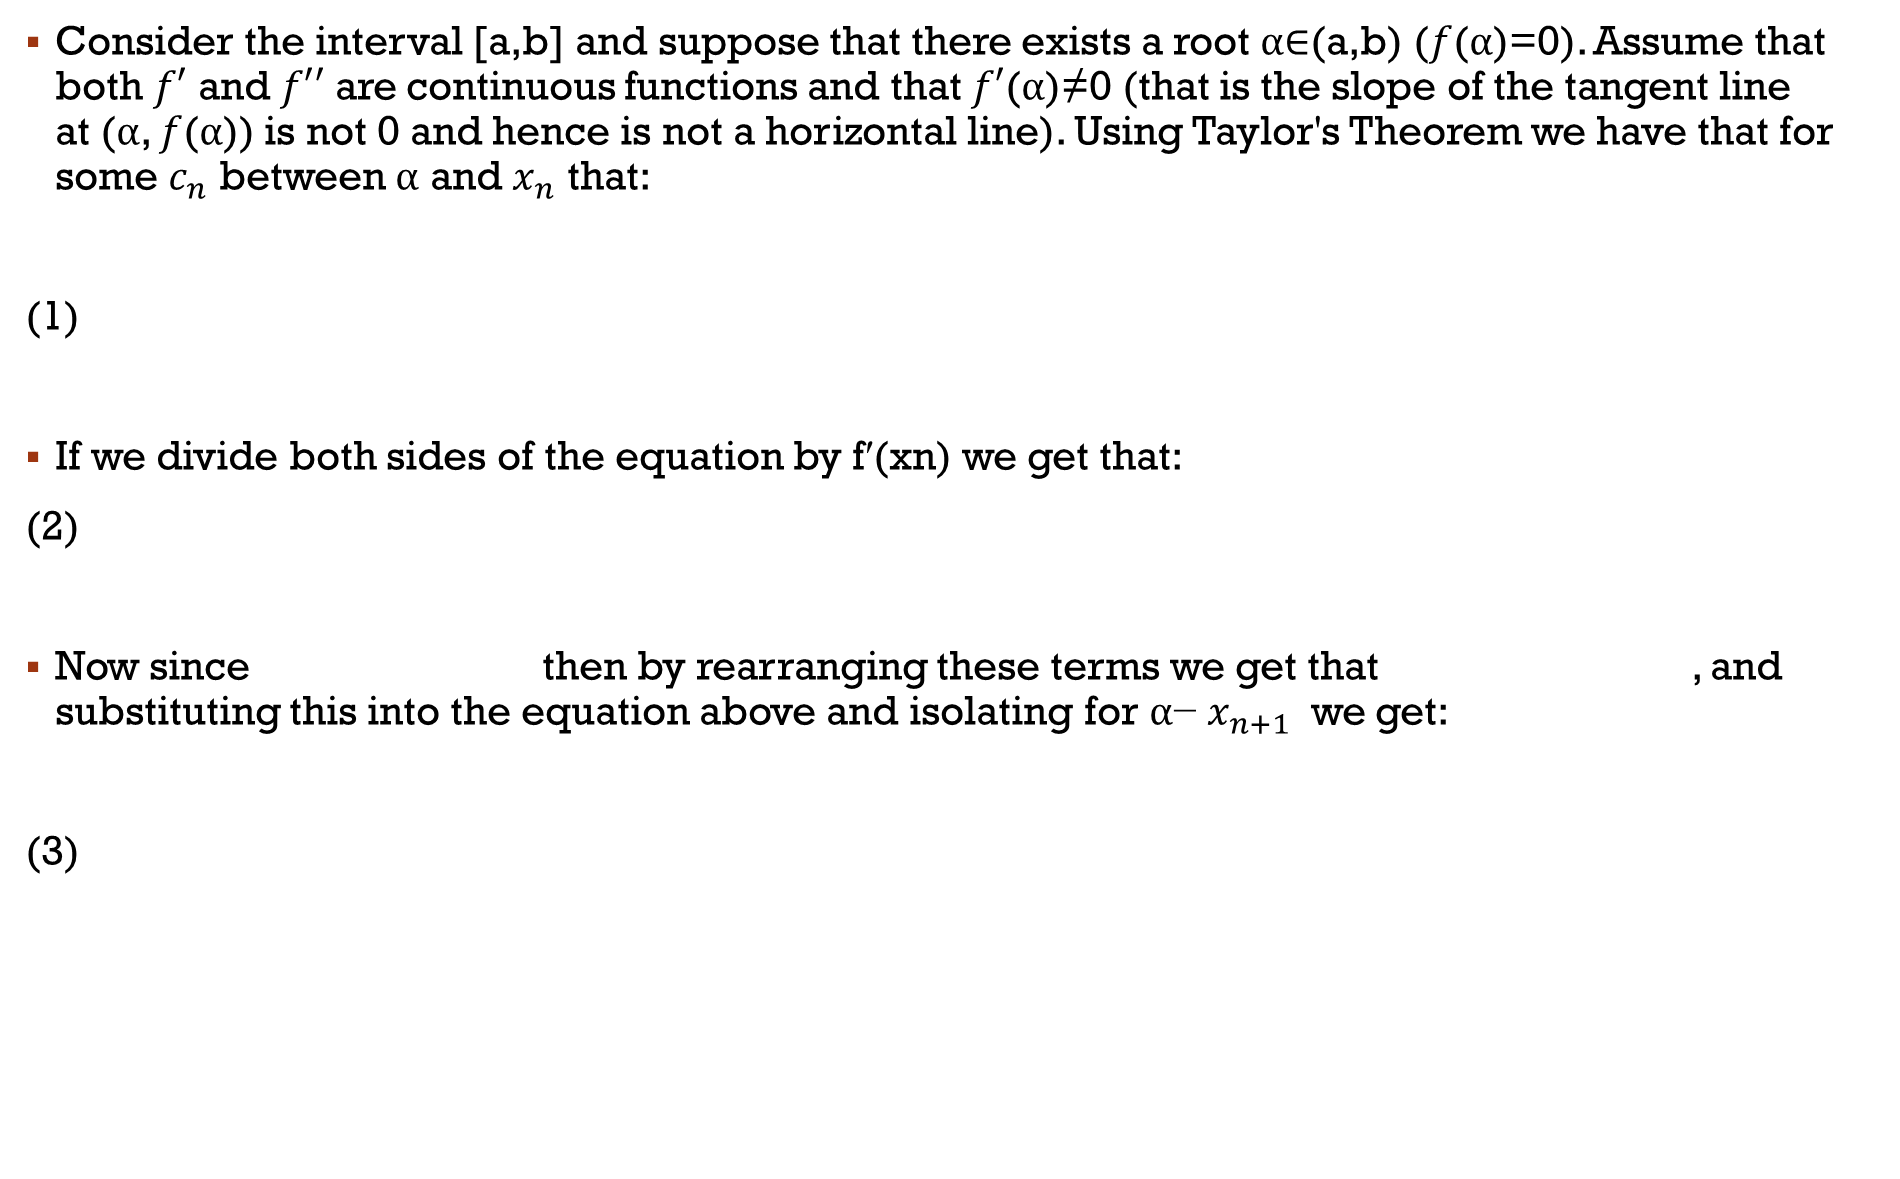 ▪ Consider the interval [a,b] and suppose that there exists a root α∈(a,b) (f(α)=0). Assume that
both f′ and f′′ are continuous functions and that f′(α)≠0 (that is the slope of the tangent line
at (α, f(α)) is not 0 and hence is not a horizontal line). Using Taylor's Theorem we have that for
some cₙ between α and xₙ that:
(1)
▪ If we divide both sides of the equation by f′(xn) we get that:
(2)
▪ Now since then by rearranging these terms we get that , and
substituting this into the equation above and isolating for α− xₙ₊₁ we get:
(3)